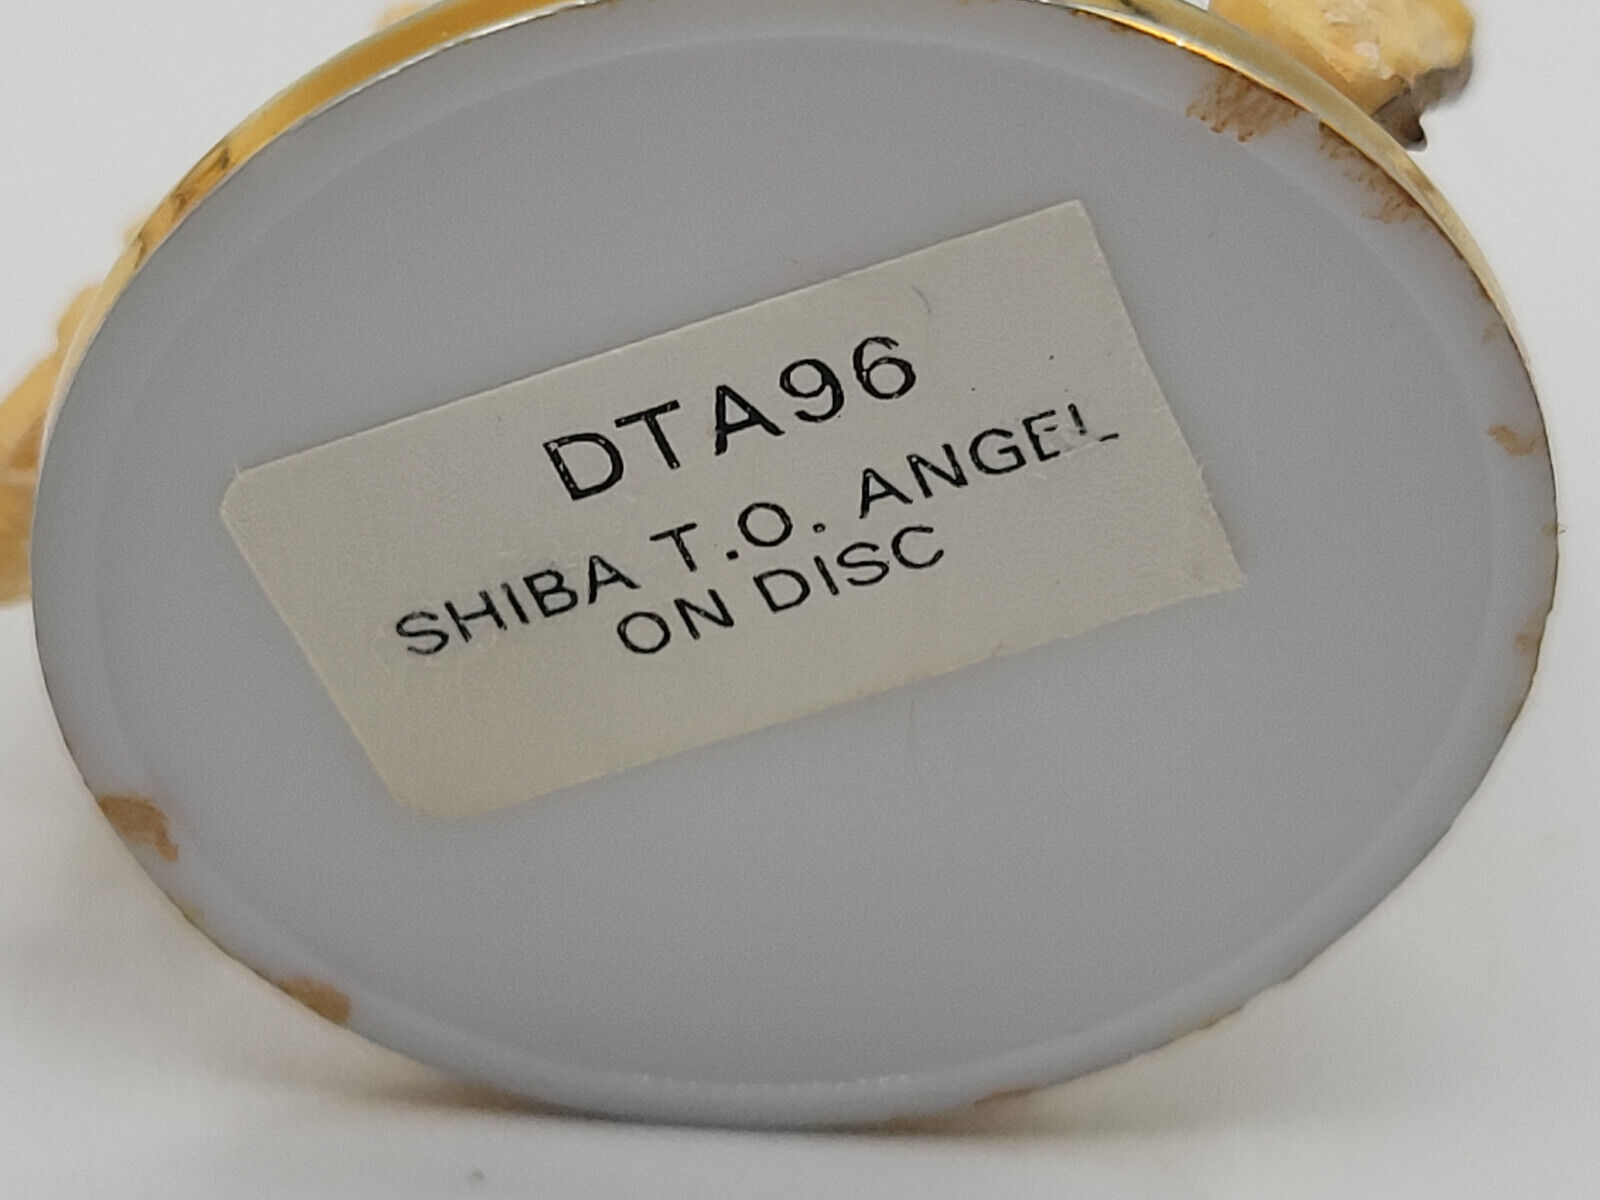 DTA96
SHIBA T.O. ANGEL
ON DISC